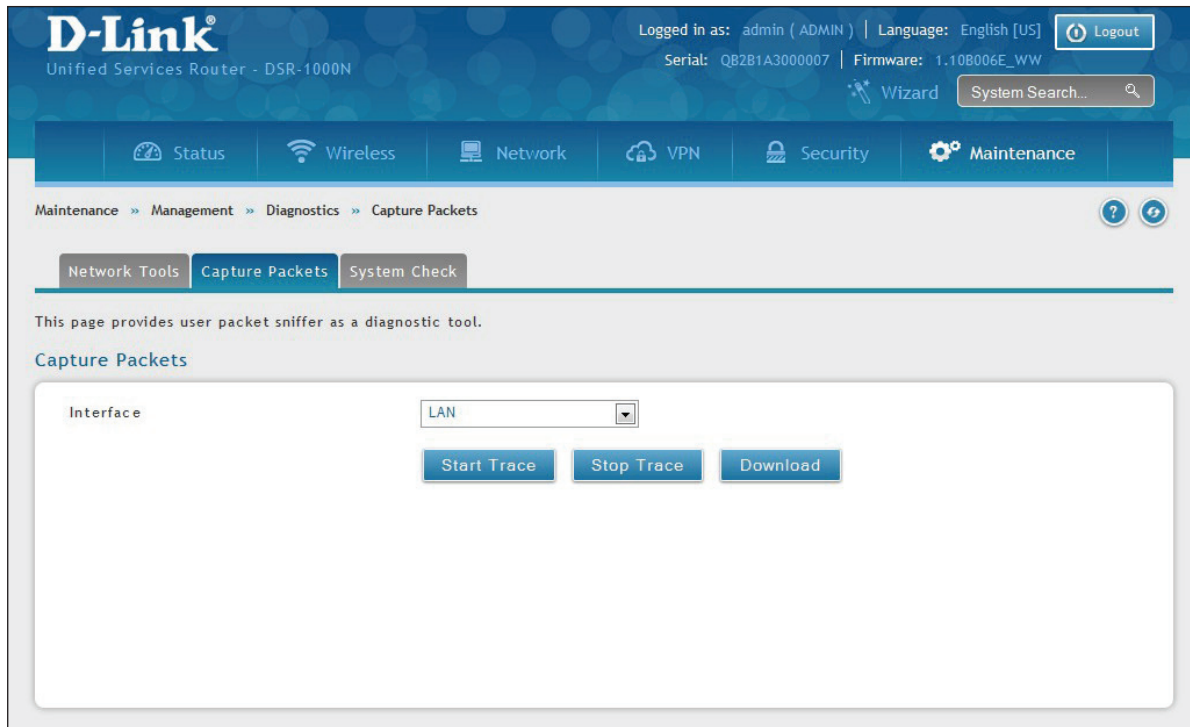 D-Link®
Logged in as: admin ( ADMIN ) | Language: English [US] Logout
Unified Services Router - DSR-1000N
Serial: QB2B1A3000007 | Firmware: 1.10B006E_WW
Wizard System Search...
Status Wireless Network VPN Security Maintenance
Maintenance » Management » Diagnostics » Capture Packets ?
Network Tools Capture Packets System Check
This page provides user packet sniffer as a diagnostic tool.
Capture Packets
Interface LAN
Start Trace Stop Trace Download